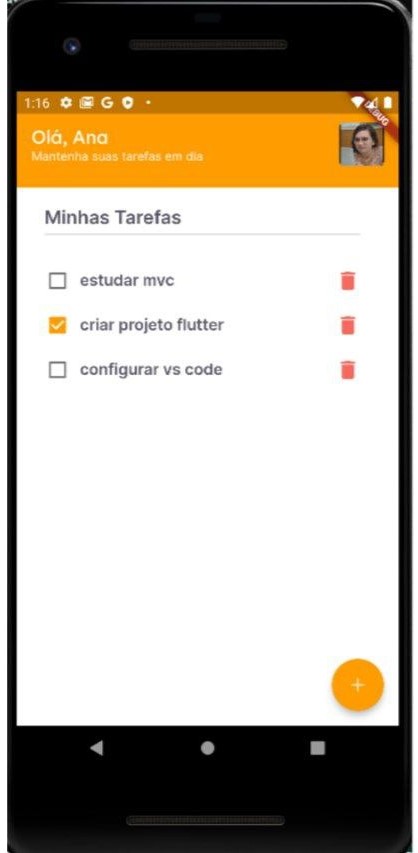 1:16
DEBUG
Olá, Ana
Mantenha suas tarefas em dia
Minhas Tarefas
estudar mvc
criar projeto flutter
configurar vs code